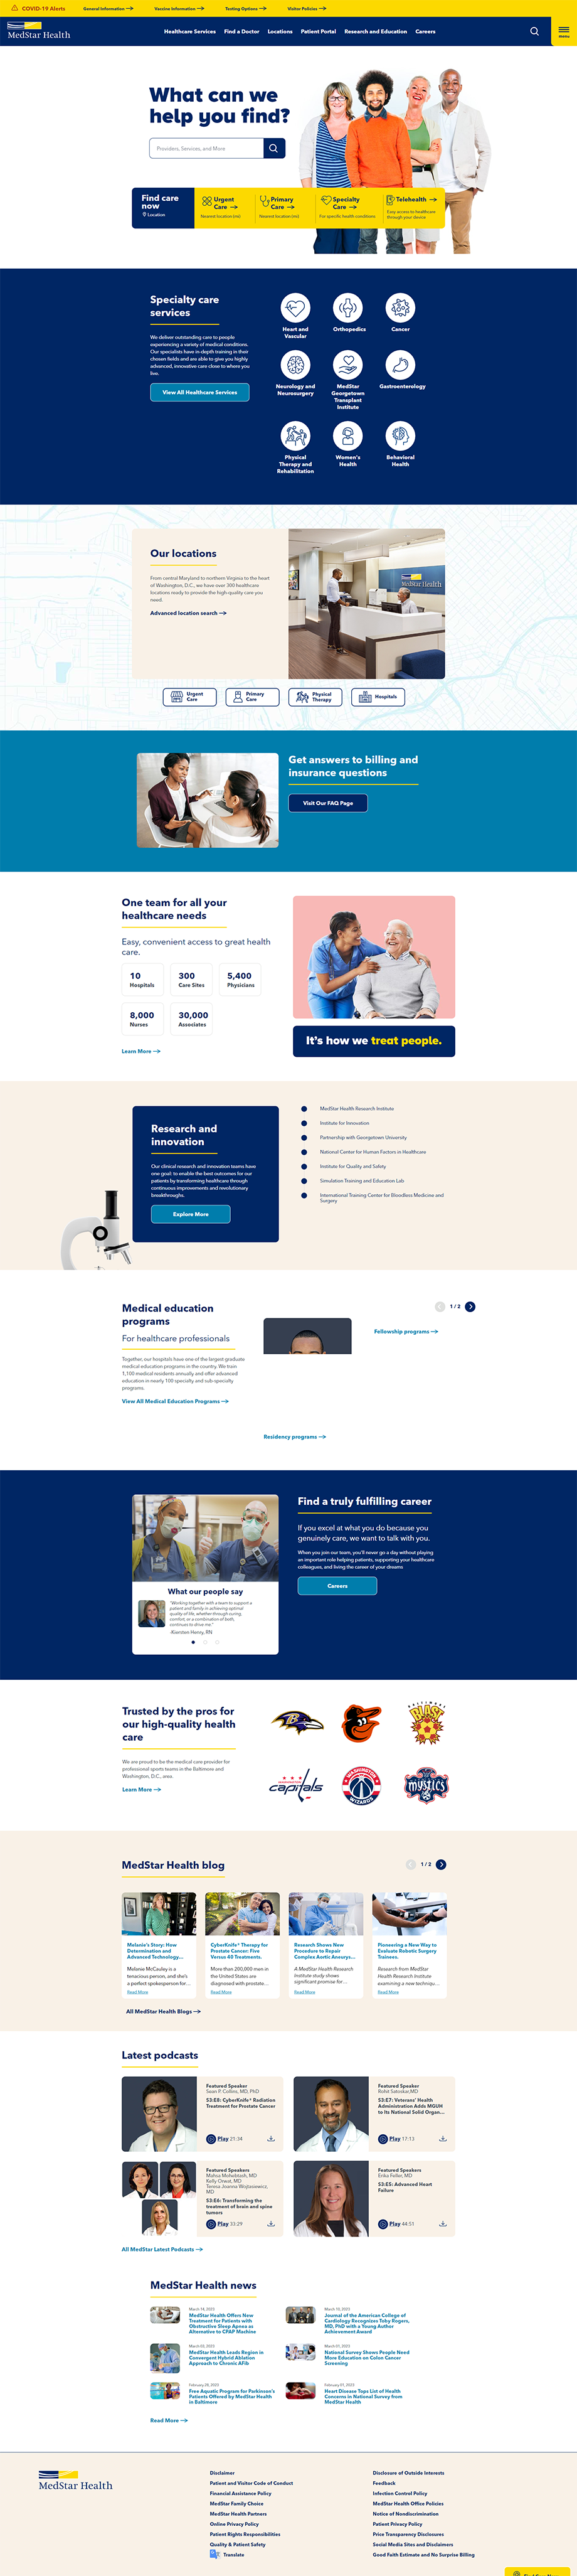 COVID-19 Alerts
General Information →
Vaccine Information →
Testing Options →
Visitor Policies →
MedStar Health
Healthcare Services
Find a Doctor
Locations
Patient Portal
Research and Education
Careers
What can we
help you find?
Providers, Services, and More
Find care
now
Location
Urgent
Care →
Nearest location (mi)
Primary
Care →
Nearest location (mi)
Specialty
Care →
For specific health conditions
Telehealth →
Easy access to healthcare
through your device
Specialty care
services
We deliver outstanding care to people
experiencing a variety of medical conditions.
Our specialists have in-depth training in their
chosen fields and are able to give you highly
advanced, innovative care close to where you
live.
View All Healthcare Services
Heart and
Vascular
Orthopedics
Cancer
Neurology and
Neurosurgery
MedStar
Georgetown
Transplant
Institute
Gastroenterology
Physical
Therapy and
Rehabilitation
Women's
Health
Behavioral
Health
Our locations
From central Maryland to northern Virginia to the heart
of Washington, D.C., we have over 300 healthcare
locations ready to provide the high-quality care you
need.
Advanced location search →
MedStar Health
Urgent
Care
Primary
Care
Physical
Therapy
Hospitals
Get answers to billing and
insurance questions
Visit Our FAQ Page
One team for all your
healthcare needs
Easy, convenient access to great health
care.
10
Hospitals
300
Care Sites
5,400
Physicians
8,000
Nurses
30,000
Associates
Learn More →
It's how we treat people.
Research and
innovation
Our clinical research and innovation teams have
one goal: to enable the best outcomes for our
patients by transforming healthcare through
continuous improvements and revolutionary
breakthroughs.
Explore More
MedStar Health Research Institute
Institute for Innovation
Partnership with Georgetown University
National Center for Human Factors in Healthcare
Institute for Quality and Safety
Simulation Training and Education Lab
International Training Center for Bloodless Medicine and
Surgery
Medical education
programs
For healthcare professionals
Together, our hospitals have one of the largest graduate
medical education programs in the country. We train
1,100 medical residents annually and offer advanced
education in nearly 100 specialty and sub-specialty
programs.
View All Medical Education Programs →
1 / 2
Fellowship programs →
Residency programs →
What our people say
"Working together with a team to support a
patient and family in achieving optimal
quality of life, whether through curing,
comfort, or a combination of both,
continues to drive me."
-Kiersten Henry, RN
Find a truly fulfilling career
If you excel at what you do because you
genuinely care, we want to talk with you.
When you join our team, you'll never go a day without playing
an important role helping patients, supporting your healthcare
colleagues, and living the career of your dreams
Careers
Trusted by the pros for
our high-quality health
care
We are proud to be the medical care provider for
professional sports teams in the Baltimore and
Washington, D.C., area.
Learn More →
BALTIMORE
BLAST
capitals
WASHINGTON
WIZARDS
MYSTICS
MedStar Health blog
1 / 2
Melanie's Story: How
Determination and
Advanced Technology...
Melanie McCauley is a
tenacious person, and she's
a perfect spokesperson for...
Read More
CyberKnife® Therapy for
Prostate Cancer: Five
Versus 40 Treatments.
More than 200,000 men in
the United States are
diagnosed with prostate...
Read More
Research Shows New
Procedure to Repair
Complex Aortic Aneurys...
A MedStar Health Research
Institute study shows
significant promise for...
Read More
Pioneering a New Way to
Evaluate Robotic Surgery
Trainees.
Research from MedStar
Health Research Institute
examining a new techniqu...
Read More
All MedStar Health Blogs →
Latest podcasts
Featured Speaker
Sean P. Collins, MD, PhD
S3:E8: CyberKnife® Radiation
Treatment for Prostate Cancer
Play 21:34
Featured Speaker
Rohit Satoskar,MD
S3:E7: Veterans' Health
Administration Adds MGUH
to Its National Solid Organ...
Play 17:13
Featured Speakers
Mahsa Mohebtash, MD
Kelly Orwat, MD
Teresa Joanna Wojtasiewicz,
MD
S3:E6: Transforming the
treatment of brain and spine
tumors
Play 33:29
Featured Speakers
Erika Feller, MD
S3:E5: Advanced Heart
Failure
Play 44:51
All MedStar Latest Podcasts →
MedStar Health news
March 14, 2023
MedStar Health Offers New
Treatment for Patients with
Obstructive Sleep Apnea as
Alternative to CPAP Machine
March 10, 2023
Journal of the American College of
Cardiology Recognizes Toby Rogers,
MD, PhD with a Young Author
Achievement Award
March 02, 2023
MedStar Health Leads Region in
Convergent Hybrid Ablation
Approach to Chronic AFib
March 01, 2023
National Survey Shows People Need
More Education on Colon Cancer
Screening
February 28, 2023
Free Aquatic Program for Parkinson's
Patients Offered by MedStar Health
in Baltimore
February 01, 2023
Heart Disease Tops List of Health
Concerns in National Survey from
MedStar Health
Read More →
MedStar Health
Disclaimer
Patient and Visitor Code of Conduct
Financial Assistance Policy
MedStar Family Choice
MedStar Health Partners
Online Privacy Policy
Patient Rights Responsibilities
Quality & Patient Safety
Translate
Disclosure of Outside Interests
Feedback
Infection Control Policy
MedStar Health Office Policies
Notice of Nondiscrimination
Patient Privacy Policy
Price Transparency Disclosures
Social Media Sites and Disclaimers
Good Faith Estimate and No Surprise Billing